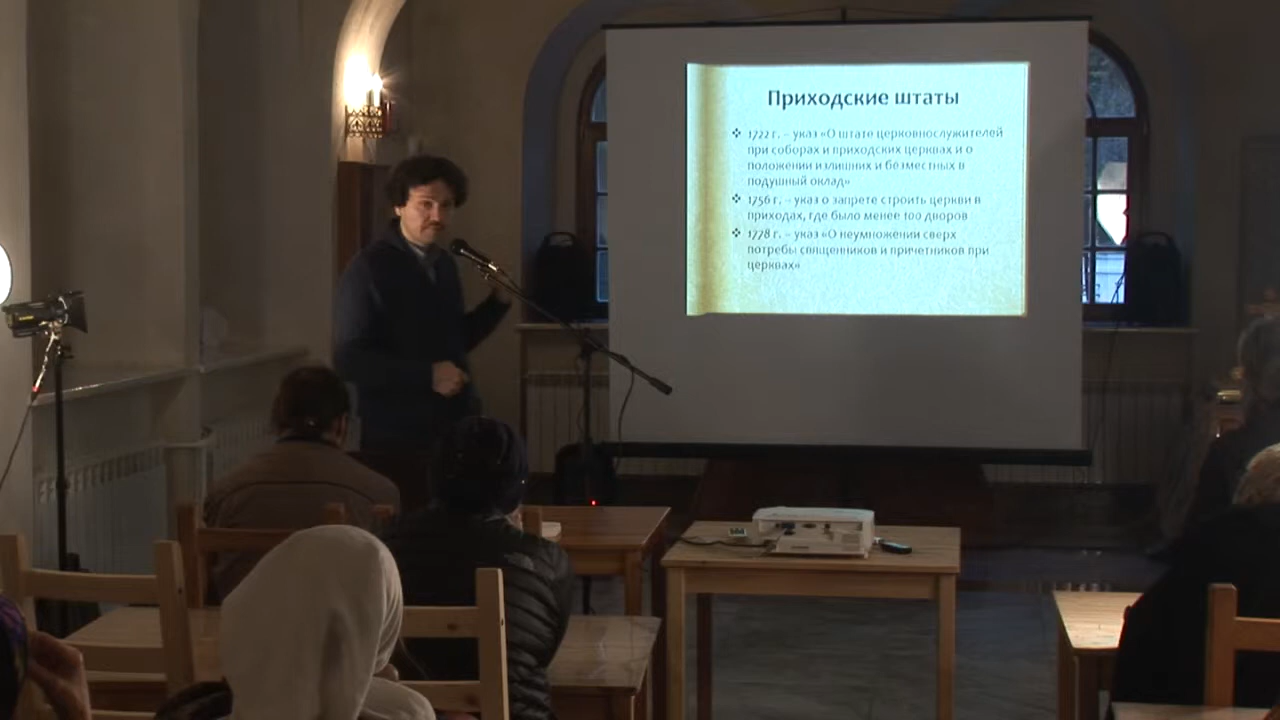 Приходские штаты
❖ 1722 г. – указ «О штате церковнослужителей
при соборах и приходских церквах и о
положении излишних и безместных в
подушный оклад»
❖ 1756 г. – указ о запрете строить церкви в
приходах, где было менее 100 дворов
❖ 1778 г. – указ «О неумножении сверх
потребы священников и причетников при
церквах»